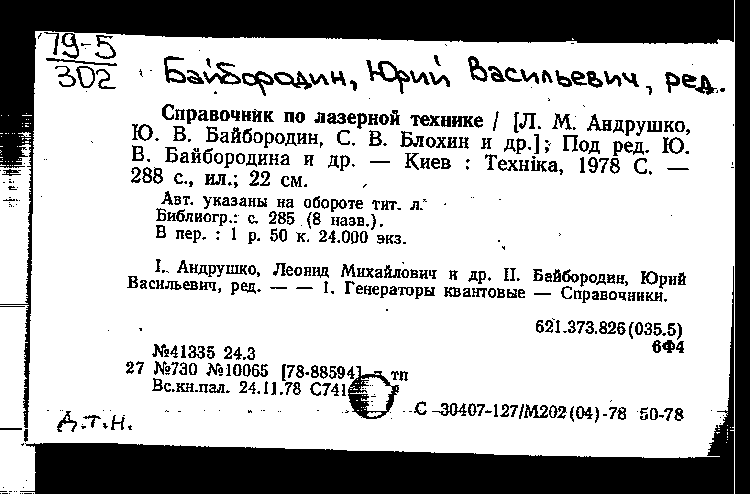 79-5
302
Байбородин, Юрий Васильевич, ред.
Справочник по лазерной технике / [Л. М. Андрушко,
Ю. В. Байбородин, С. В. Блохин и др.]; Под ред. Ю.
В. Байбородина и др. — Киев : Техніка, 1978 С. —
288 с., ил.; 22 см.
Авт. указаны на обороте тит. л.
Библиогр.: с. 285 (8 назв.).
В пер. : 1 р. 50 к. 24.000 экз.
I. Андрушко, Леонид Михайлович и др. II. Байбородин, Юрий
Васильевич, ред. — — 1. Генераторы квантовые — Справочники.
621.373.826(035.5)
6Ф4
№41335 24.3
27 №730 №10065 [78-88594] тп
Вс.кн.пал. 24.11.78 С741
С -30407-127/М202(04)-78 50-78
Д.Т.Н.